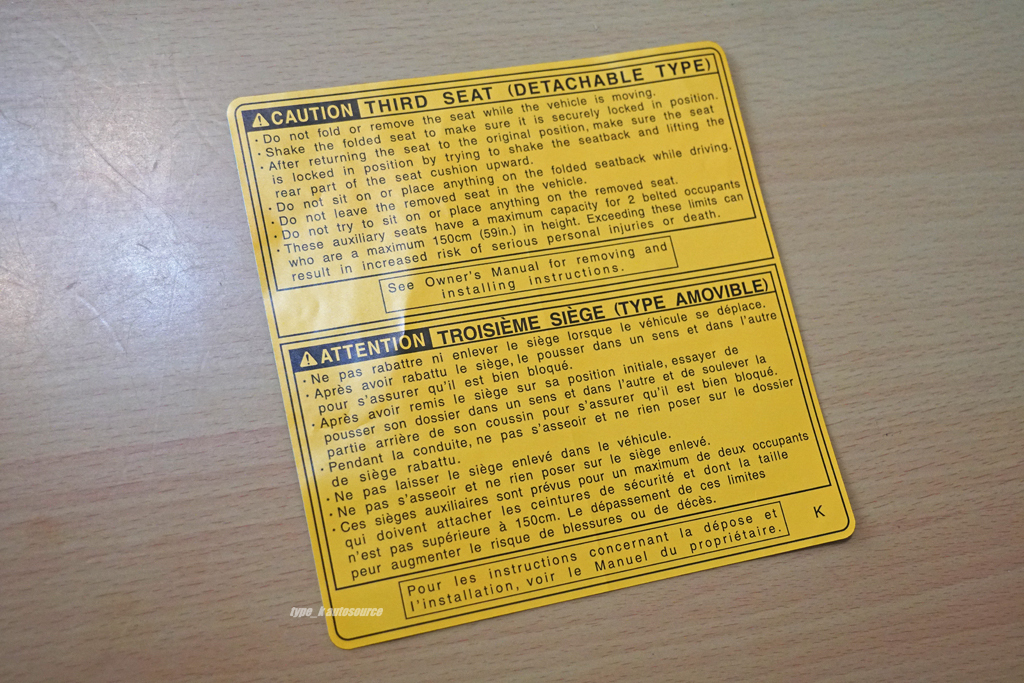 ⚠CAUTION THIRD SEAT (DETACHABLE TYPE)
・Do not fold or remove the seat while the vehicle is moving.
・Shake the folded seat to make sure it is securely locked in position.
・After returning the seat to the original position, make sure the seat
is locked in position by trying to shake the seatback and lifting the
rear part of the seat cushion upward.
・Do not sit on or place anything on the folded seatback while driving.
・Do not leave the removed seat in the vehicle.
・Do not try to sit on or place anything on the removed seat.
・These auxiliary seats have a maximum capacity for 2 belted occupants
who are a maximum 150cm (59in.) in height. Exceeding these limits can
result in increased risk of serious personal injuries or death.
See Owner's Manual for removing and
installing instructions.
⚠ATTENTION TROISIÈME SIÈGE (TYPE AMOVIBLE)
・Ne pas rabattre ni enlever le siège lorsque le véhicule se déplace.
・Après avoir rabattu le siège, le pousser dans un sens et dans l'autre
pour s'assurer qu'il est bien bloqué.
・Après avoir remis le siège sur sa position initiale, essayer de
pousser son dossier dans un sens et dans l'autre et de soulever la
partie arrière de son coussin pour s'assurer qu'il est bien bloqué.
・Pendant la conduite, ne pas s'asseoir et ne rien poser sur le dossier
de siège rabattu.
・Ne pas laisser le siège enlevé dans le véhicule.
・Ne pas s'asseoir et ne rien poser sur le siège enlevé.
・Ces sièges auxiliaires sont prévus pour un maximum de deux occupants
qui doivent attacher les ceintures de sécurité et dont la taille
n'est pas supérieure à 150cm. Le dépassement de ces limites
peur augmenter le risque de blessures ou de décès.
Pour les instructions concernant la dépose et
l'installation, voir le Manuel du propriétaire.
K
type_k autosource